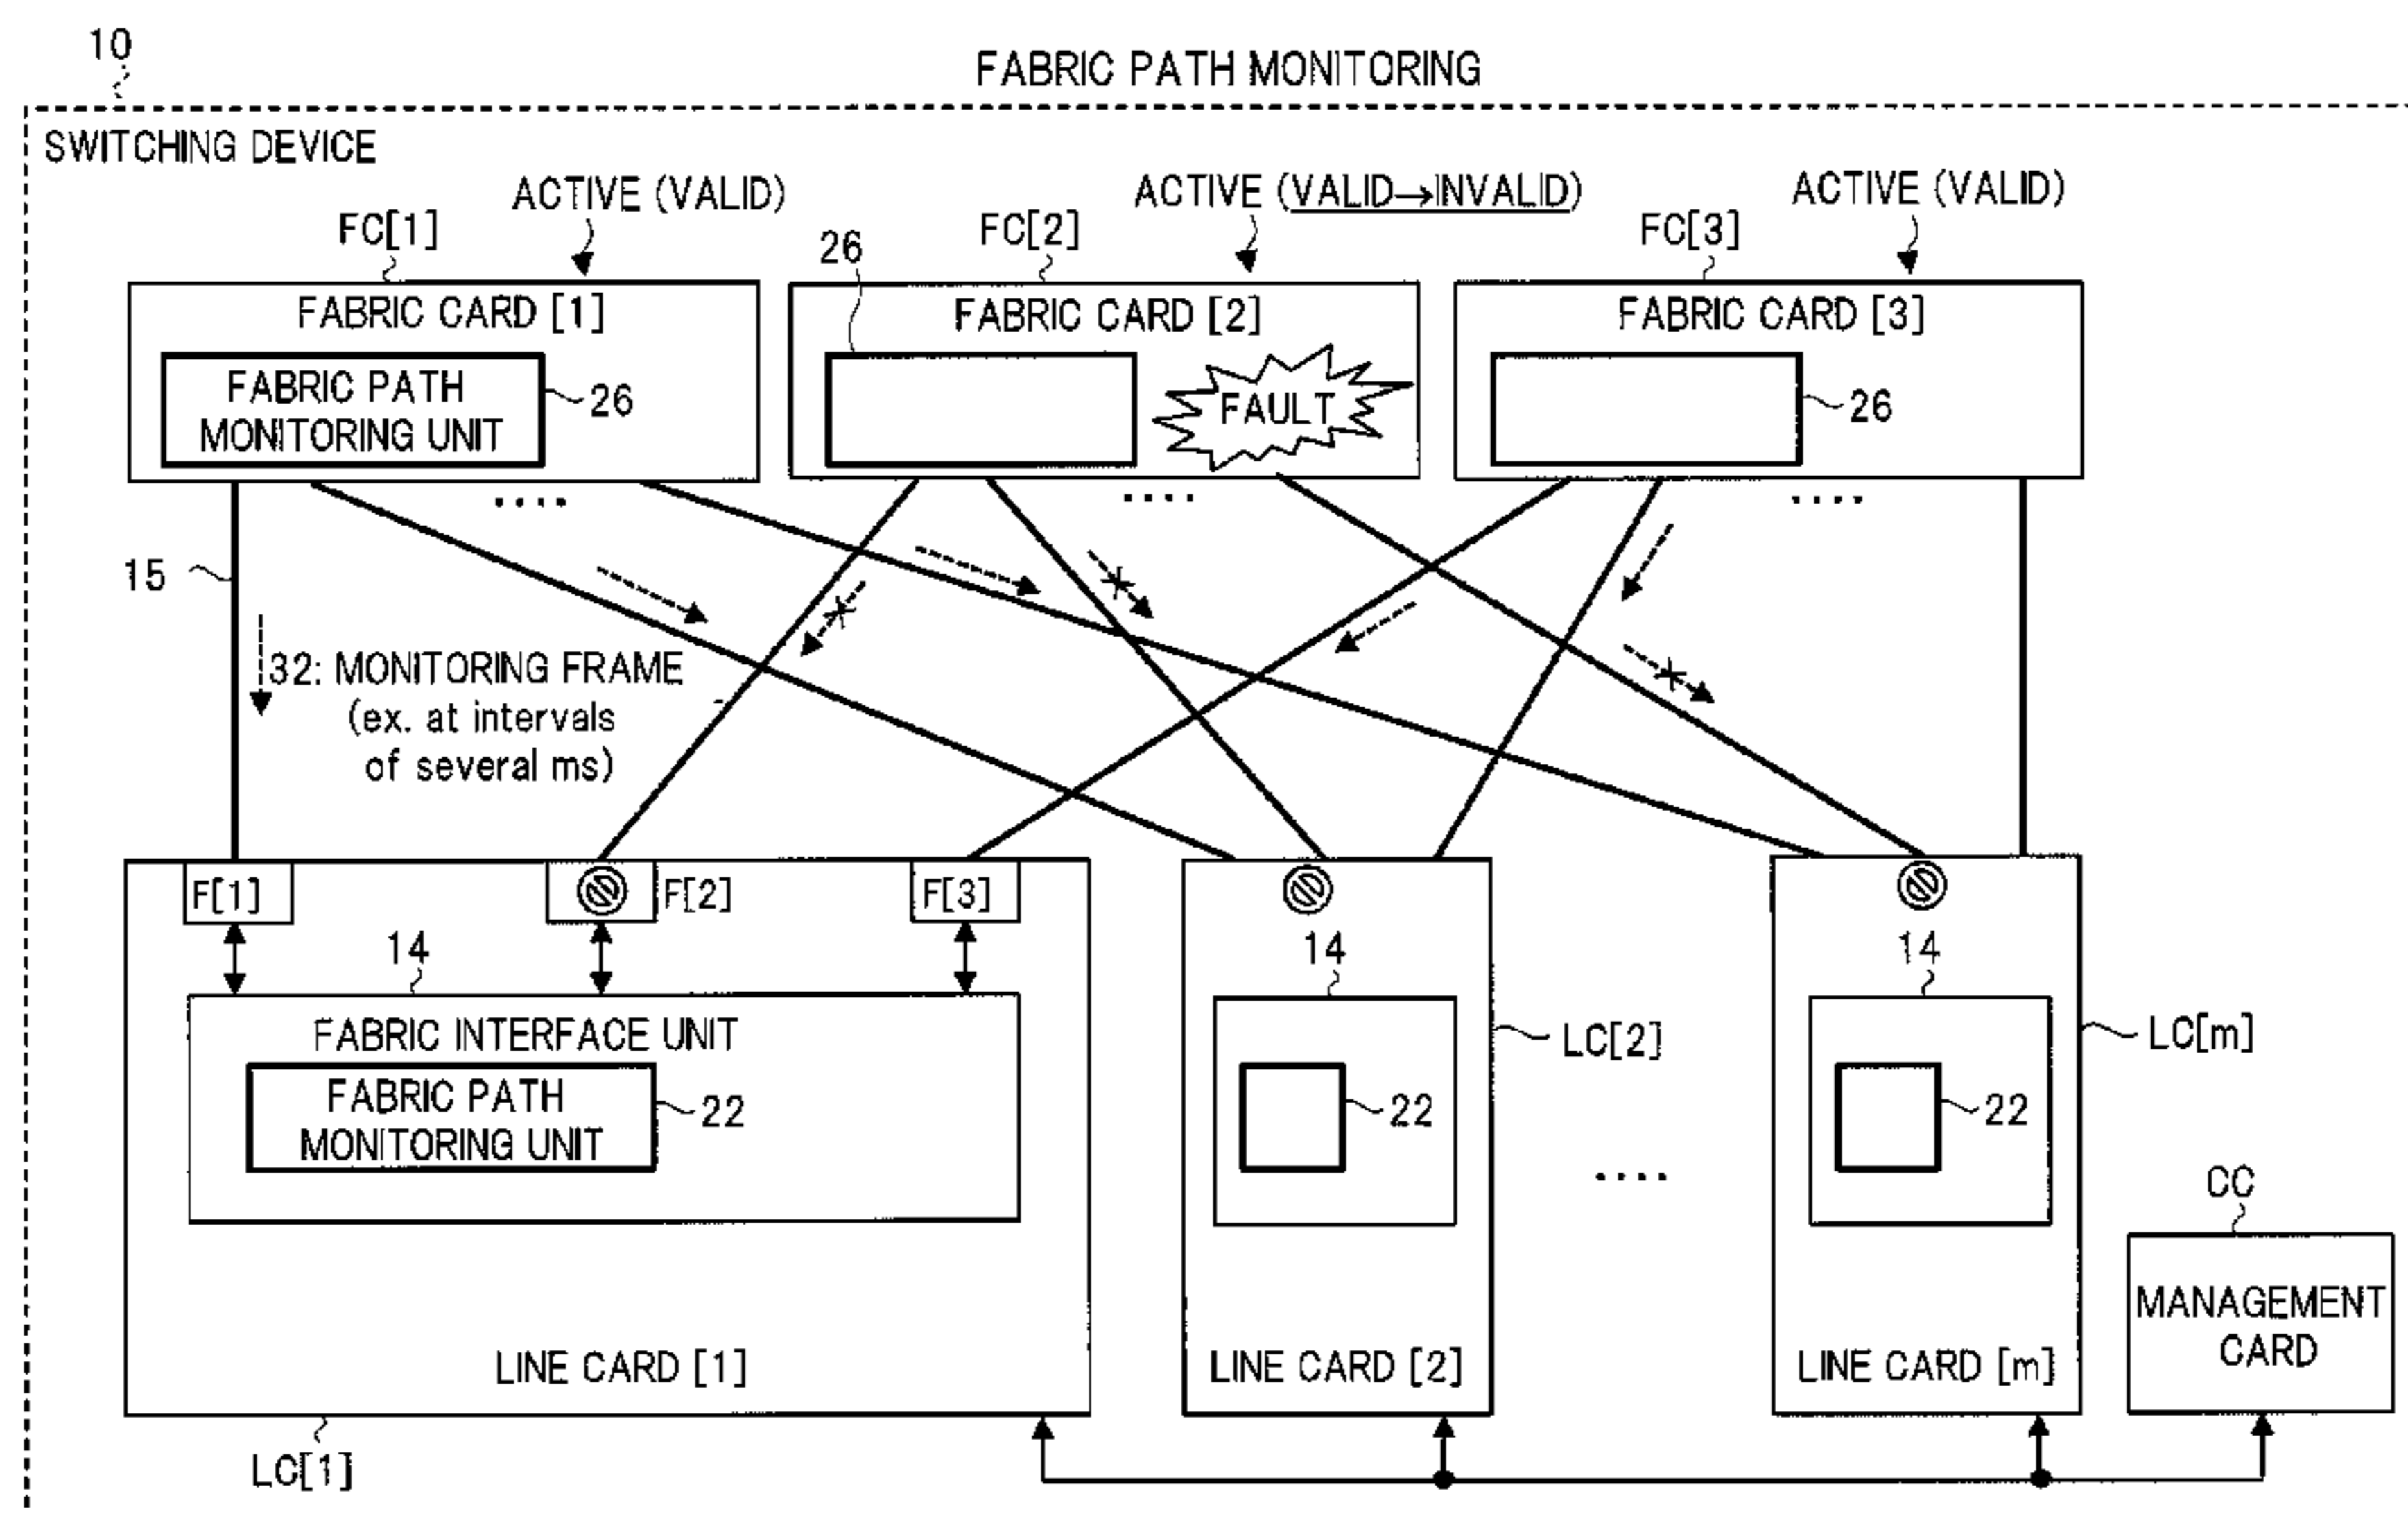 10
FABRIC PATH MONITORING
SWITCHING DEVICE
ACTIVE (VALID)
ACTIVE (VALID→INVALID)
ACTIVE (VALID)
FC[1]
26
FC[2]
FC[3]
FABRIC CARD [1]
FABRIC CARD [2]
FABRIC CARD [3]
FABRIC PATH
MONITORING UNIT
26
FAULT
26
....
....
....
15
32: MONITORING FRAME
(ex. at intervals
of several ms)
F[1]
F[2]
F[3]
14
14
14
FABRIC INTERFACE UNIT
FABRIC PATH
MONITORING UNIT
22
22
LC[2]
22
LC[m]
....
CC
MANAGEMENT
CARD
LINE CARD [1]
LINE CARD [2]
LINE CARD [m]
LC[1]